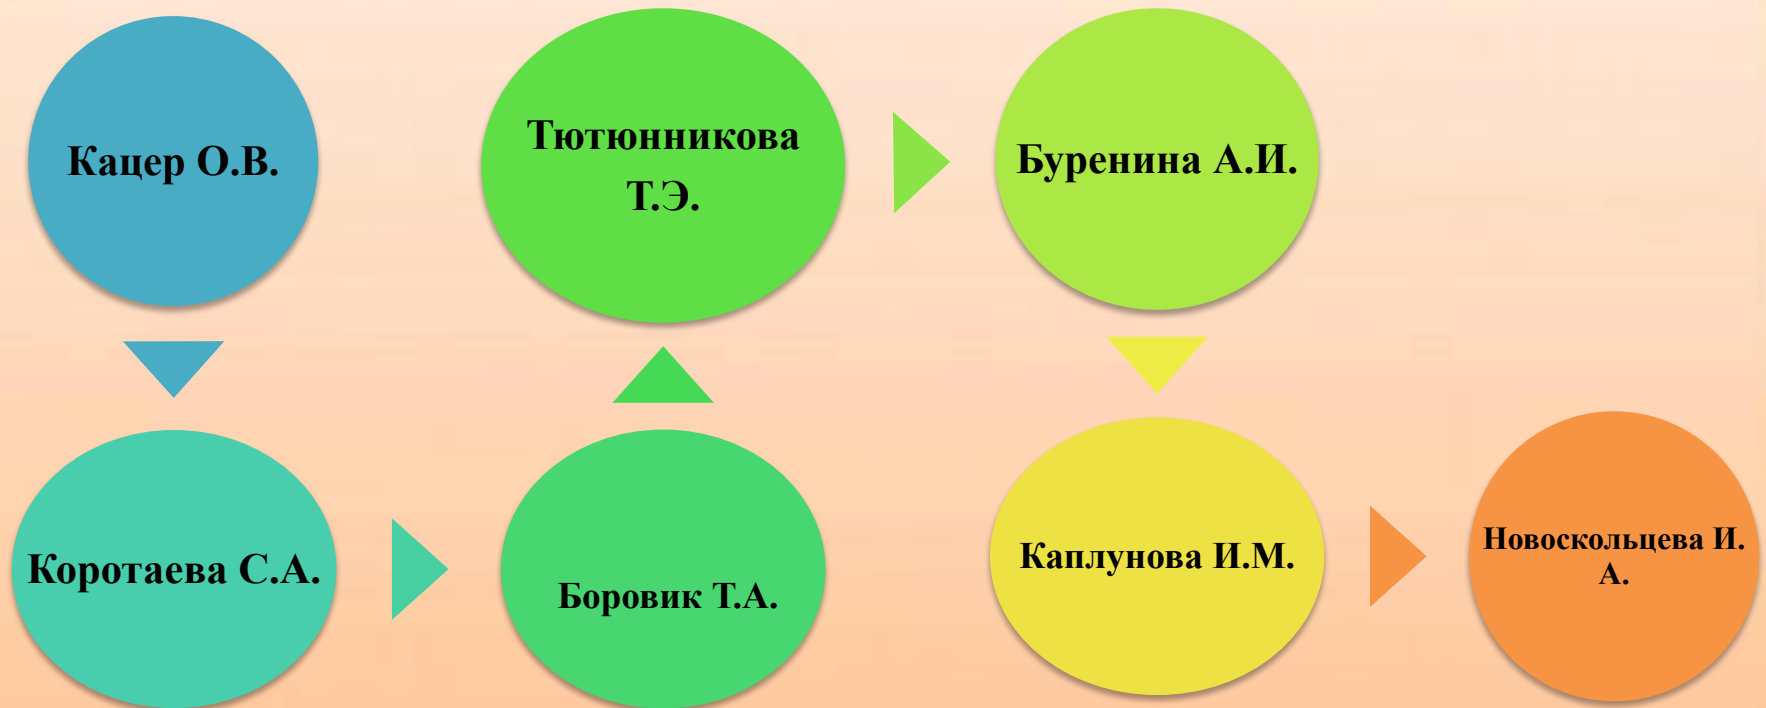 Кацер О.В.
Коротаева С.А.
Боровик Т.А.
Тютюнникова
Т.Э.
Буренина А.И.
Каплунова И.М.
Новоскольцева И.
А.